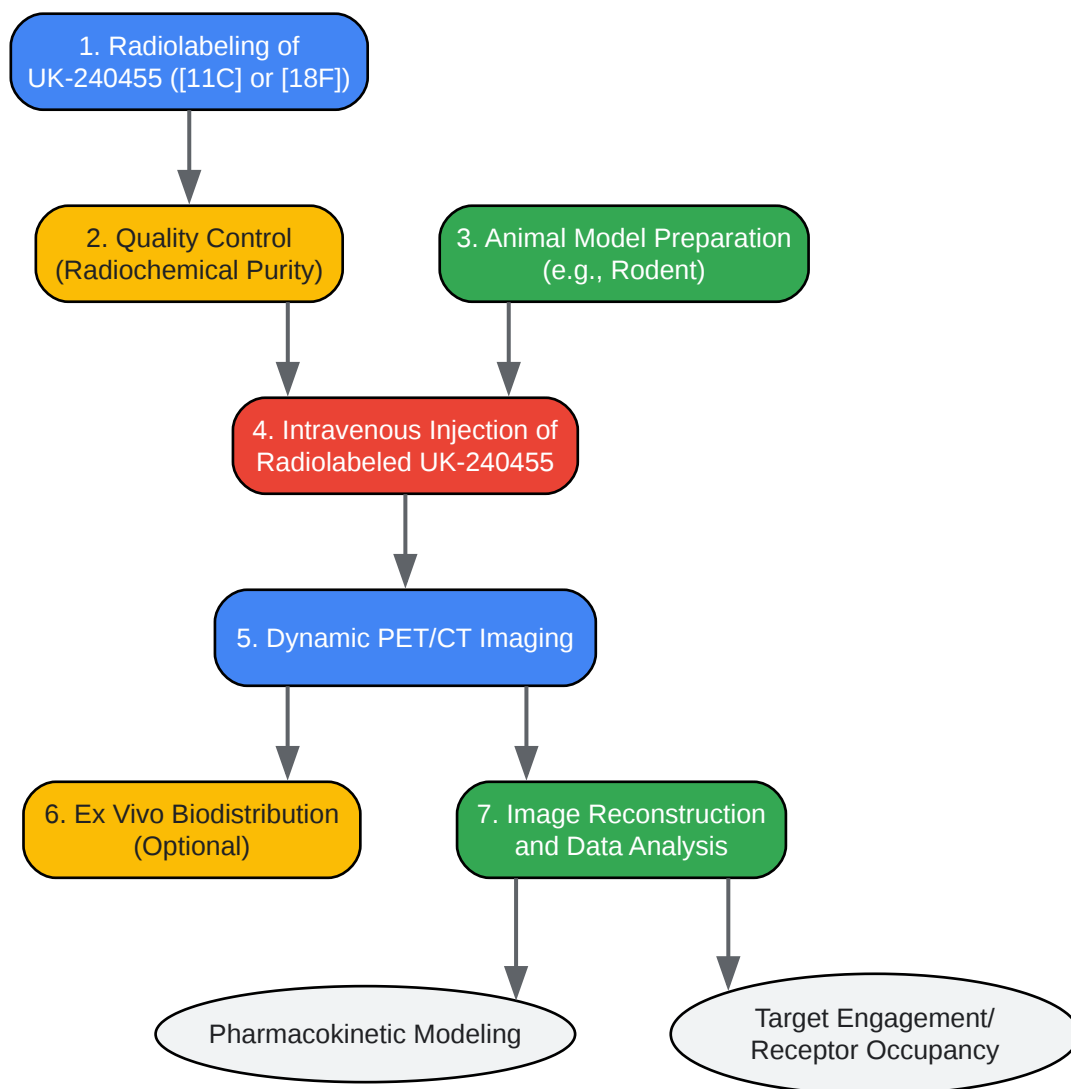 1. Radiolabeling of
UK-240455 ([11C] or [18F])
2. Quality Control
(Radiochemical Purity)
3. Animal Model Preparation
(e.g., Rodent)
4. Intravenous Injection of
Radiolabeled UK-240455
5. Dynamic PET/CT Imaging
6. Ex Vivo Biodistribution
(Optional)
7. Image Reconstruction
and Data Analysis
Pharmacokinetic Modeling
Target Engagement/
Receptor Occupancy